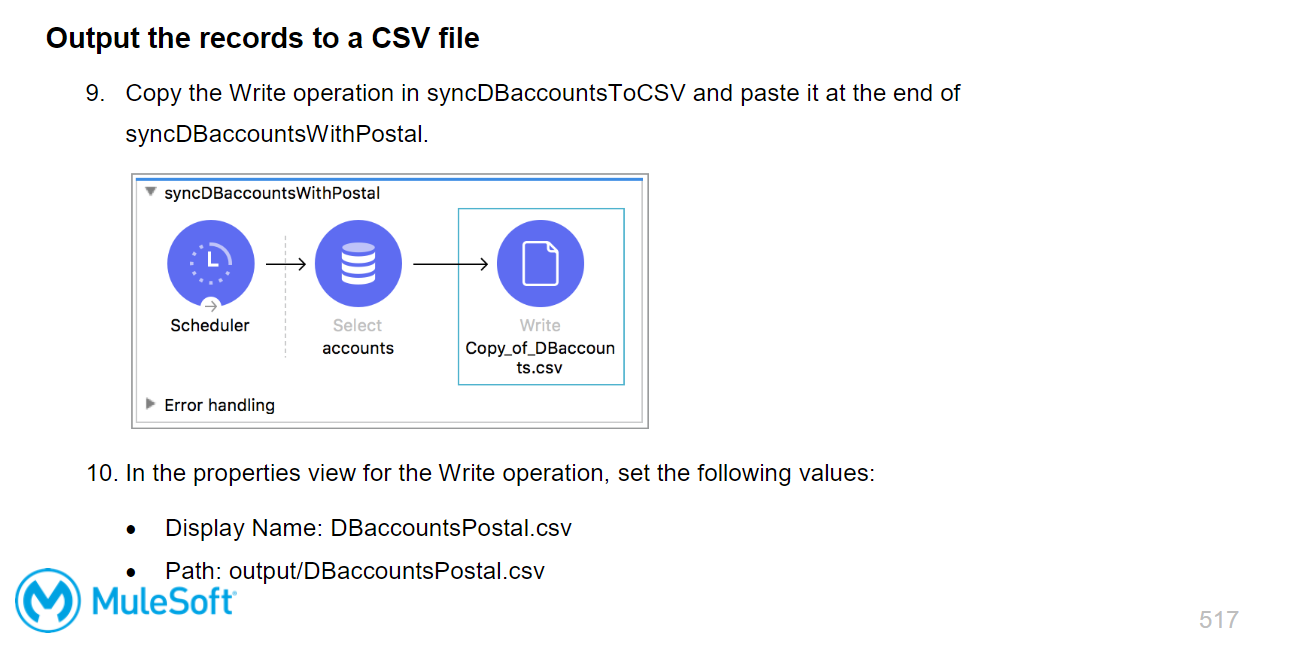 Output the records to a CSV file
9. Copy the Write operation in syncDBaccountsToCSV and paste it at the end of
syncDBaccountsWithPostal.
syncDBaccountsWithPostal
Scheduler
Select
accounts
Write
Copy_of_DBaccoun
ts.csv
Error handling
10. In the properties view for the Write operation, set the following values:
• Display Name: DBaccountsPostal.csv
• Path: output/DBaccountsPostal.csv
MuleSoft
517